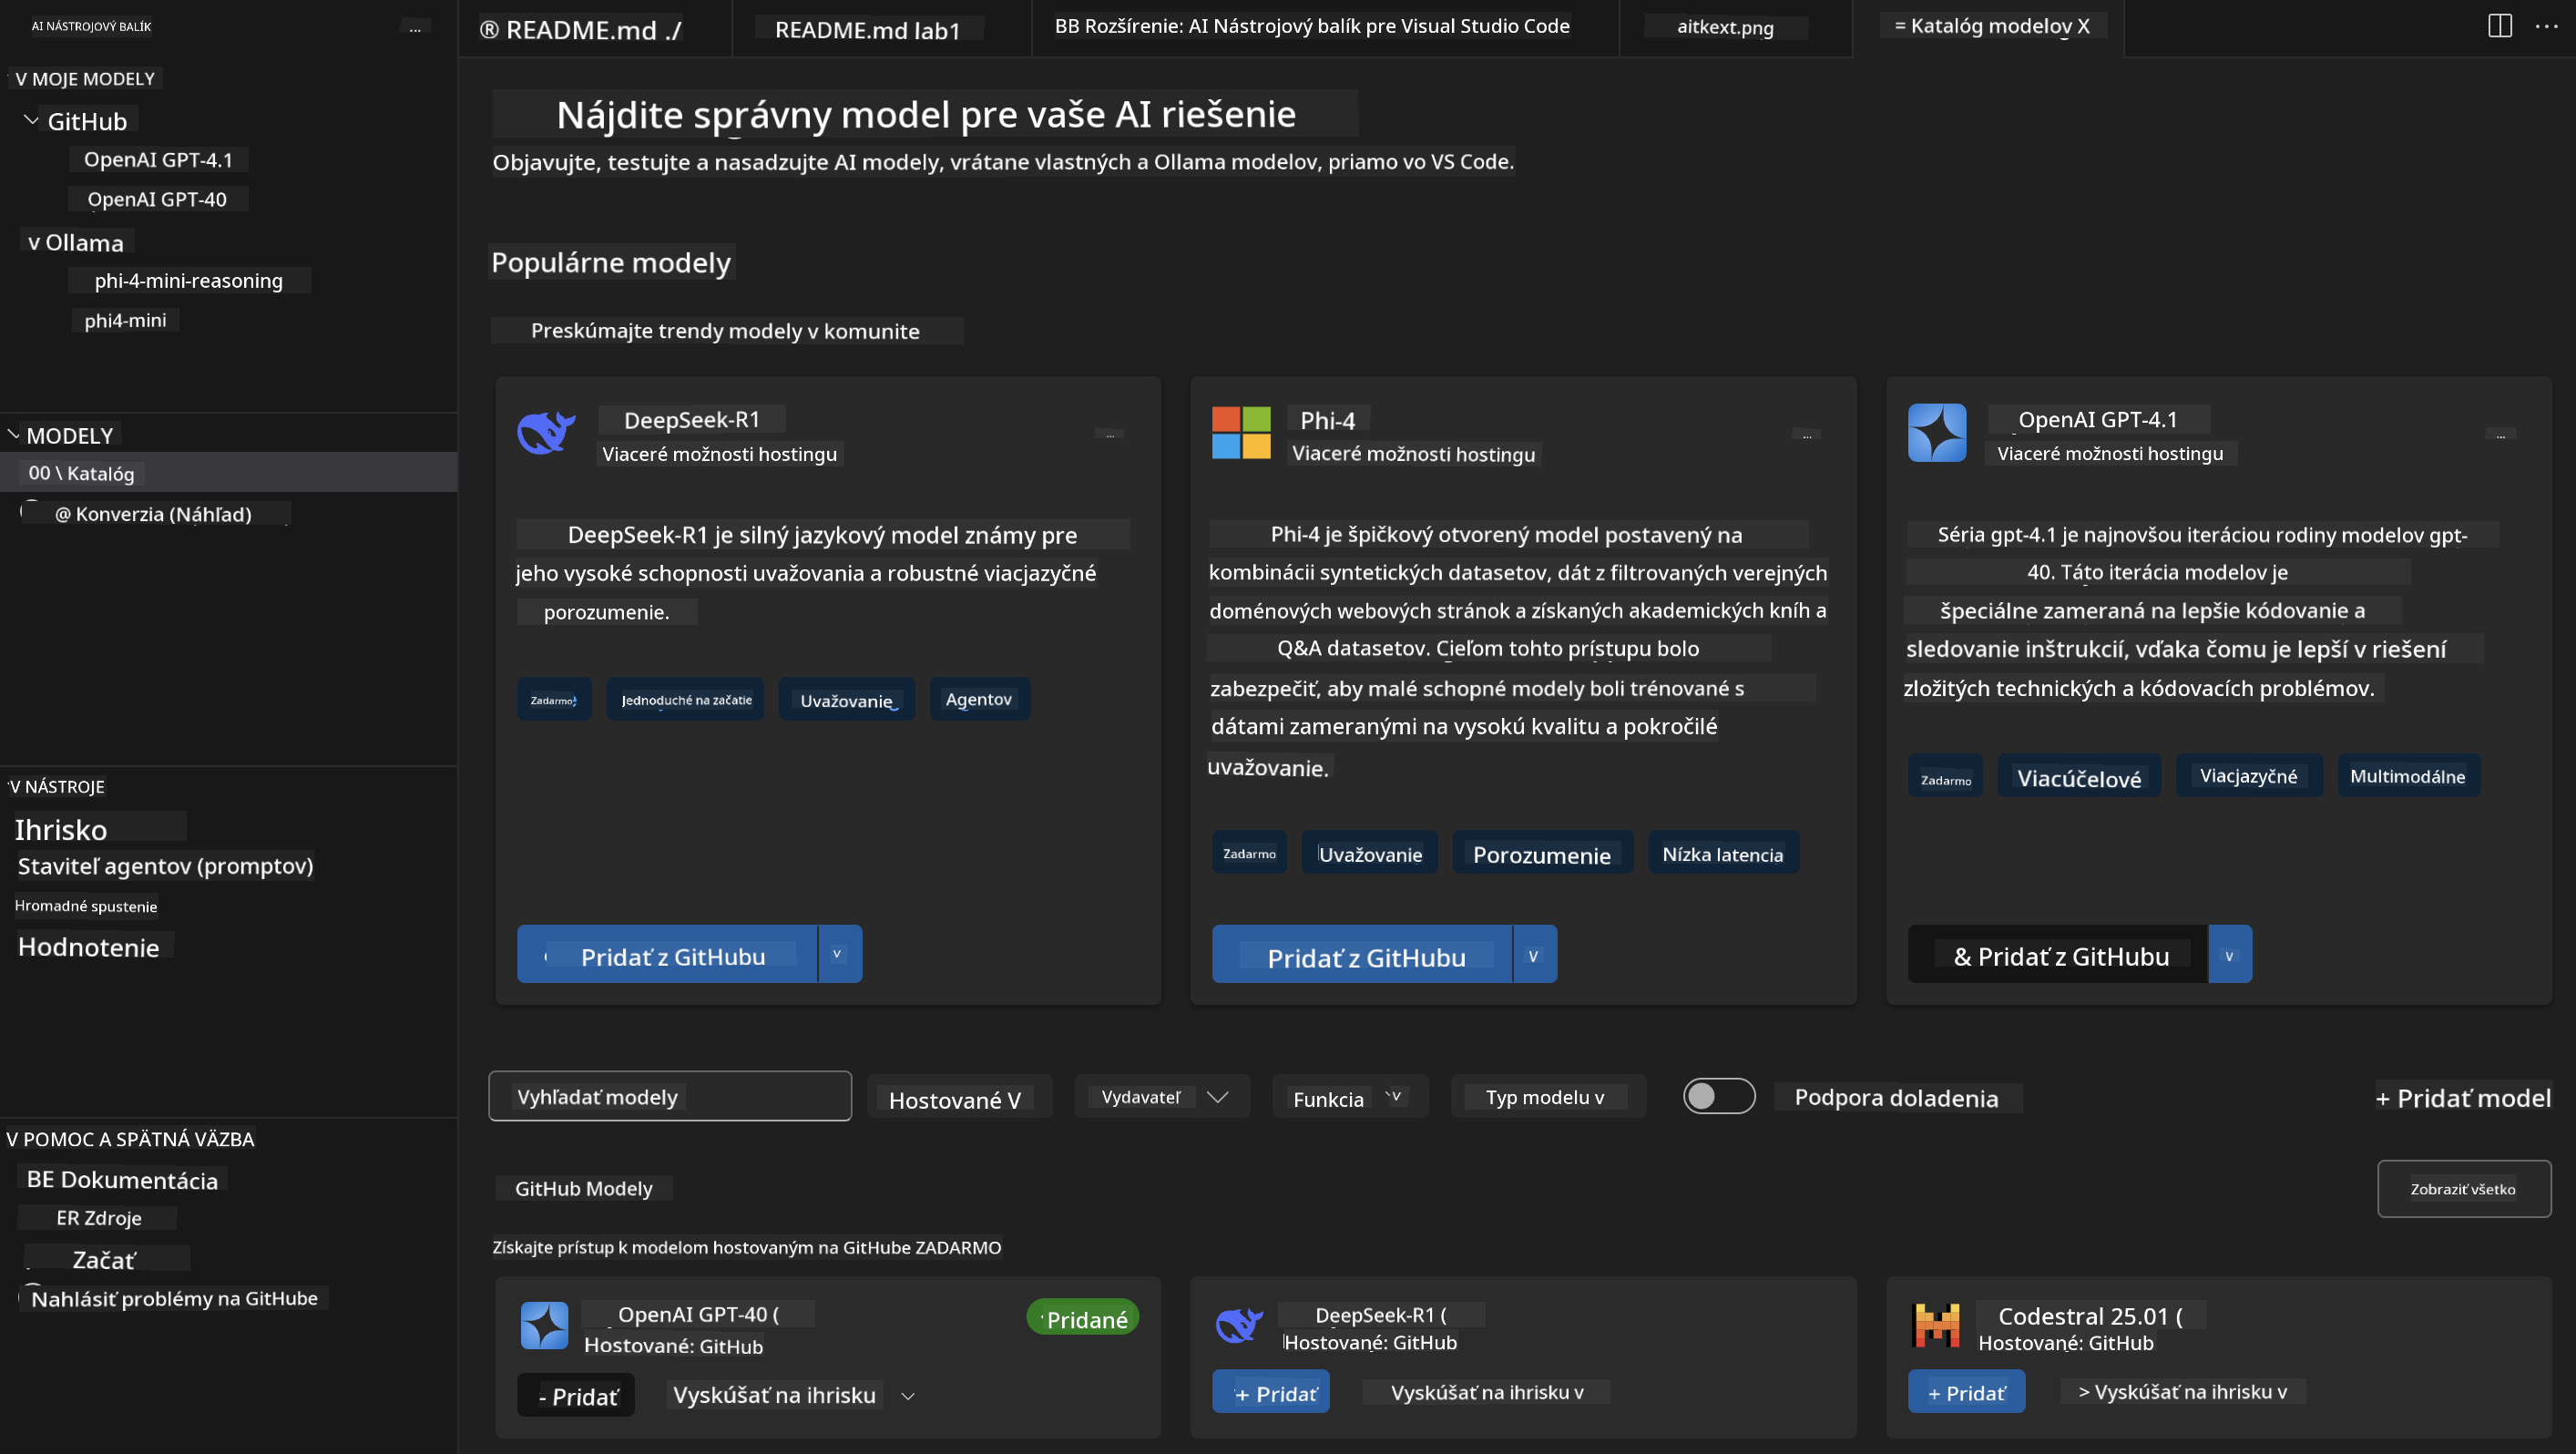 AI NÁSTROJOVÝ BALÍK
...
V MOJE MODELY
GitHub
OpenAI GPT-4.1
OpenAI GPT-40
v Ollama
phi-4-mini-reasoning
phi4-mini
MODELY
00 \ Katalóg
@ Konverzia (Náhľad)
V NÁSTROJE
Ihrisko
Staviteľ agentov (promptov)
Hromadné spustenie
Hodnotenie
V POMOC A SPÄTNÁ VÄZBA
BE Dokumentácia
ER Zdroje
Začať
Nahlásiť problémy na GitHube
® README.md ./
README.md lab1
BB Rozšírenie: AI Nástrojový balík pre Visual Studio Code
aitkext.png
= Katalóg modelov X
Nájdite správny model pre vaše AI riešenie
Objavujte, testujte a nasadzujte AI modely, vrátane vlastných a Ollama modelov, priamo vo VS Code.
Populárne modely
Preskúmajte trendy modely v komunite
DeepSeek-R1
...
Viaceré možnosti hostingu
DeepSeek-R1 je silný jazykový model známy pre
jeho vysoké schopnosti uvažovania a robustné viacjazyčné
porozumenie.
Zadarmo
Jednoduché na začatie
Uvažovanie
Agentov
Pridať z GitHubu
v
Phi-4
...
Viaceré možnosti hostingu
Phi-4 je špičkový otvorený model postavený na
kombinácii syntetických datasetov, dát z filtrovaných verejných
doménových webových stránok a získaných akademických kníh a
Q&A datasetov. Cieľom tohto prístupu bolo
zabezpečiť, aby malé schopné modely boli trénované s
dátami zameranými na vysokú kvalitu a pokročilé
uvažovanie.
Zadarmo
Uvažovanie
Porozumenie
Nízka latencia
Pridať z GitHubu
v
OpenAI GPT-4.1
...
Viaceré možnosti hostingu
Séria gpt-4.1 je najnovšou iteráciou rodiny modelov gpt-
40. Táto iterácia modelov je
špeciálne zameraná na lepšie kódovanie a
sledovanie inštrukcií, vďaka čomu je lepší v riešení
zložitých technických a kódovacích problémov.
Zadarmo
Viacúčelové
Viacjazyčné
Multimodálne
& Pridať z GitHubu
v
Vyhľadať modely
Hostované V
Vydavateľ
Funkcia v
Typ modelu v
Podpora doladenia
+ Pridať model
GitHub Modely
Zobraziť všetko
Získajte prístup k modelom hostovaným na GitHube ZADARMO
OpenAI GPT-40 (
Hostované: GitHub
Pridané
- Pridať
Vyskúšať na ihrisku
DeepSeek-R1 (
Hostované: GitHub
+ Pridať
Vyskúšať na ihrisku v
Codestral 25.01 (
Hostované: GitHub
+ Pridať
> Vyskúšať na ihrisku v